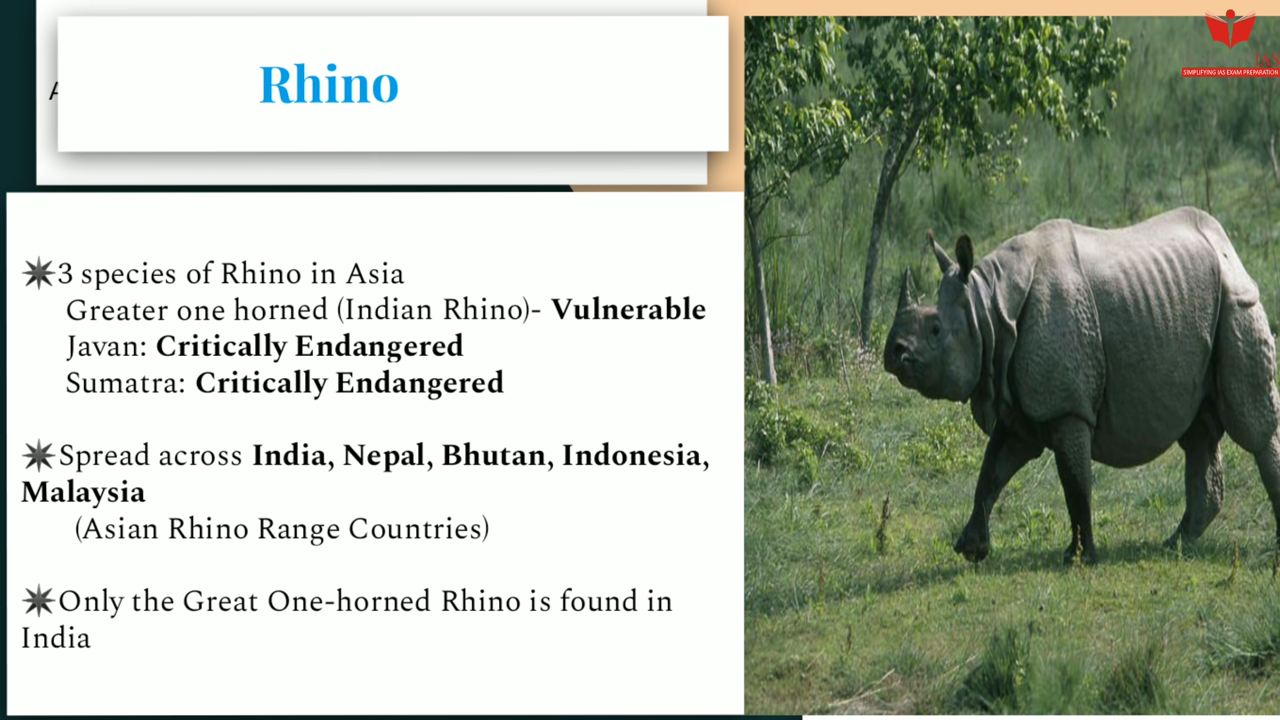 Rhino
3 species of Rhino in Asia
Greater one horned (Indian Rhino)- Vulnerable
Javan: Critically Endangered
Sumatra: Critically Endangered
Spread across India, Nepal, Bhutan, Indonesia,
Malaysia
(Asian Rhino Range Countries)
Only the Great One-horned Rhino is found in
India
IAS
SIMPLIFYING IAS EXAM PREPARATION